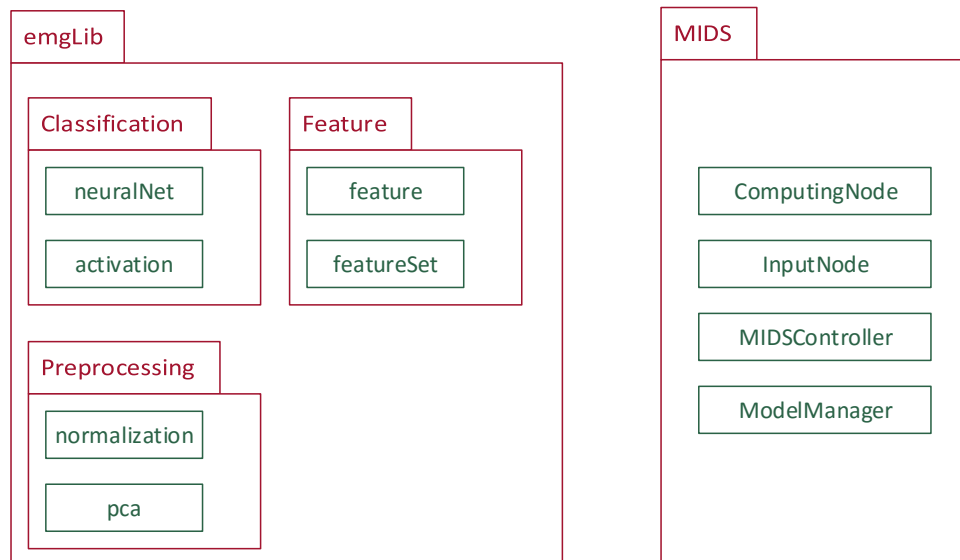 emgLib
Classification
neuralNet
activation
Feature
feature
featureSet
Preprocessing
normalization
pca
MIDS
ComputingNode
InputNode
MIDSController
ModelManager